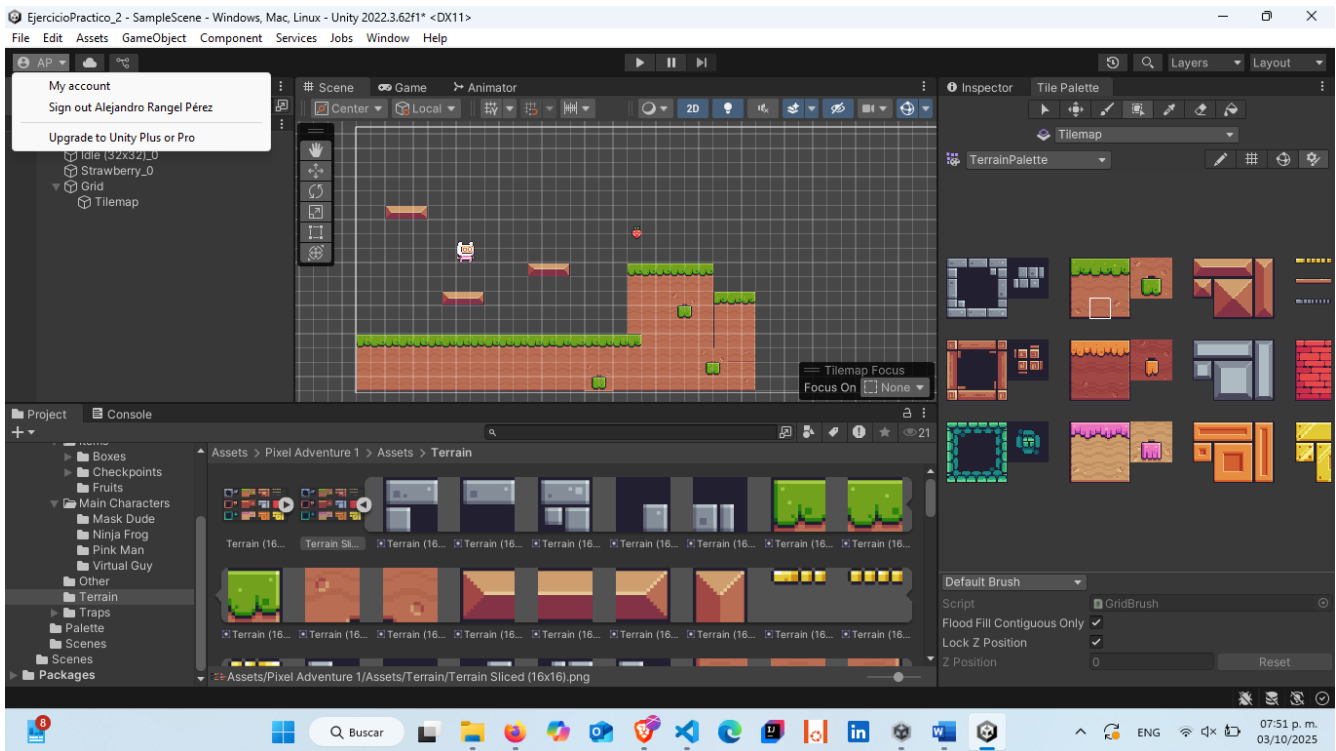 EjercicioPractico_2 - SampleScene - Windows, Mac, Linux - Unity 2022.3.62f1* <DX11>
File Edit Assets GameObject Component Services Jobs Window Help
AP
Layers
Layout
My account
Sign out Alejandro Rangel Pérez
Upgrade to Unity Plus or Pro
Idle (32x32)_0
Strawberry_0
Grid
Tilemap
Scene
Game
Animator
Center
Local
2D
Tilemap Focus
Focus On
None
Inspector
Tile Palette
Tilemap
TerrainPalette
Project
Console
21
Boxes
Checkpoints
Fruits
Main Characters
Mask Dude
Ninja Frog
Pink Man
Virtual Guy
Other
Terrain
Traps
Palette
Scenes
Scenes
Packages
Assets > Pixel Adventure 1 > Assets > Terrain
Terrain (16... Terrain Sli... Terrain (16... Terrain (16... Terrain (16... Terrain (16... Terrain (16... Terrain (16... Terrain (16...
Terrain (16... Terrain (16... Terrain (16... Terrain (16... Terrain (16... Terrain (16... Terrain (16... Terrain (16... Terrain (16...
Assets/Pixel Adventure 1/Assets/Terrain/Terrain Sliced (16x16).png
Default Brush
Script
GridBrush
Flood Fill Contiguous Only
Lock Z Position
Z Position
0
Reset
8
Buscar
ENG
07:51 p. m.
03/10/2025